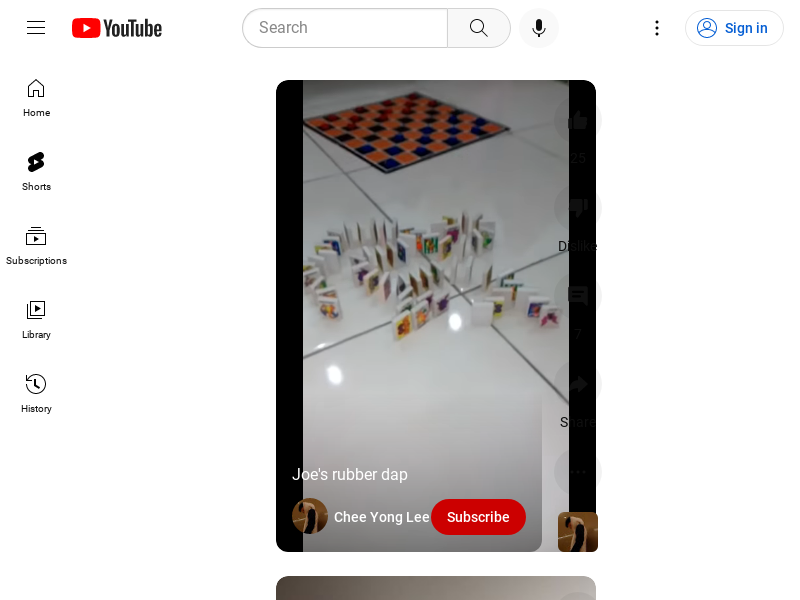 YouTube
Search
Sign in
Home
Shorts
Subscriptions
Library
History
25
Dislike
7
Share
Joe's rubber dap
Chee Yong Lee
Subscribe